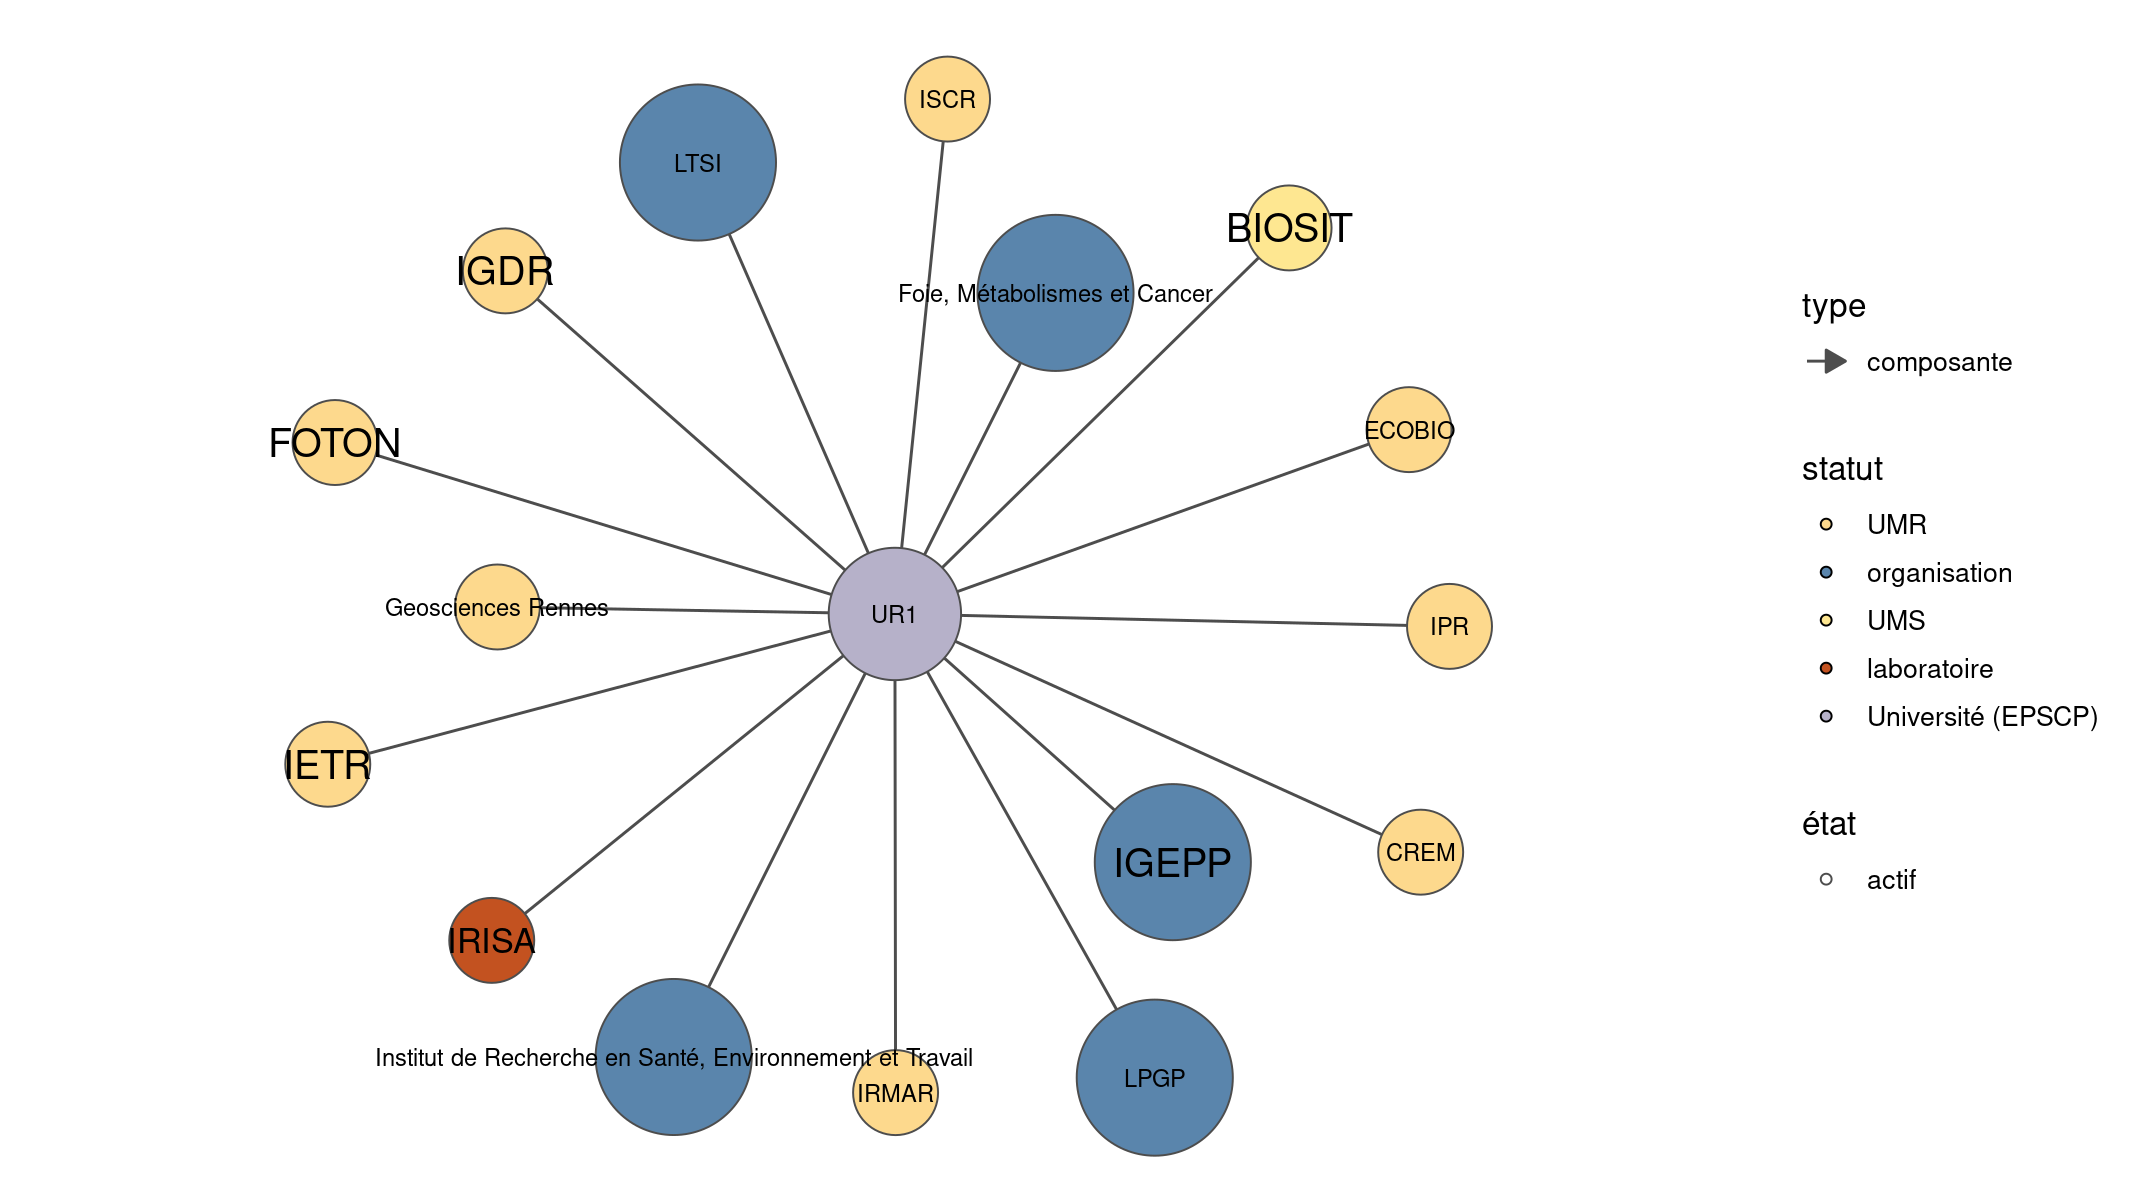 ISCR
LTSI
BIOSIT
IGDR
Foie, Métabolismes et Cancer
ECOBIO
FOTON
Geosciences Rennes
UR1
IPR
IETR
CREM
IGEPP
IRISA
Institut de Recherche en Santé, Environnement et Travail
LPGP
IRMAR
type
composante
statut
UMR
organisation
UMS
laboratoire
Université (EPSCP)
état
actif